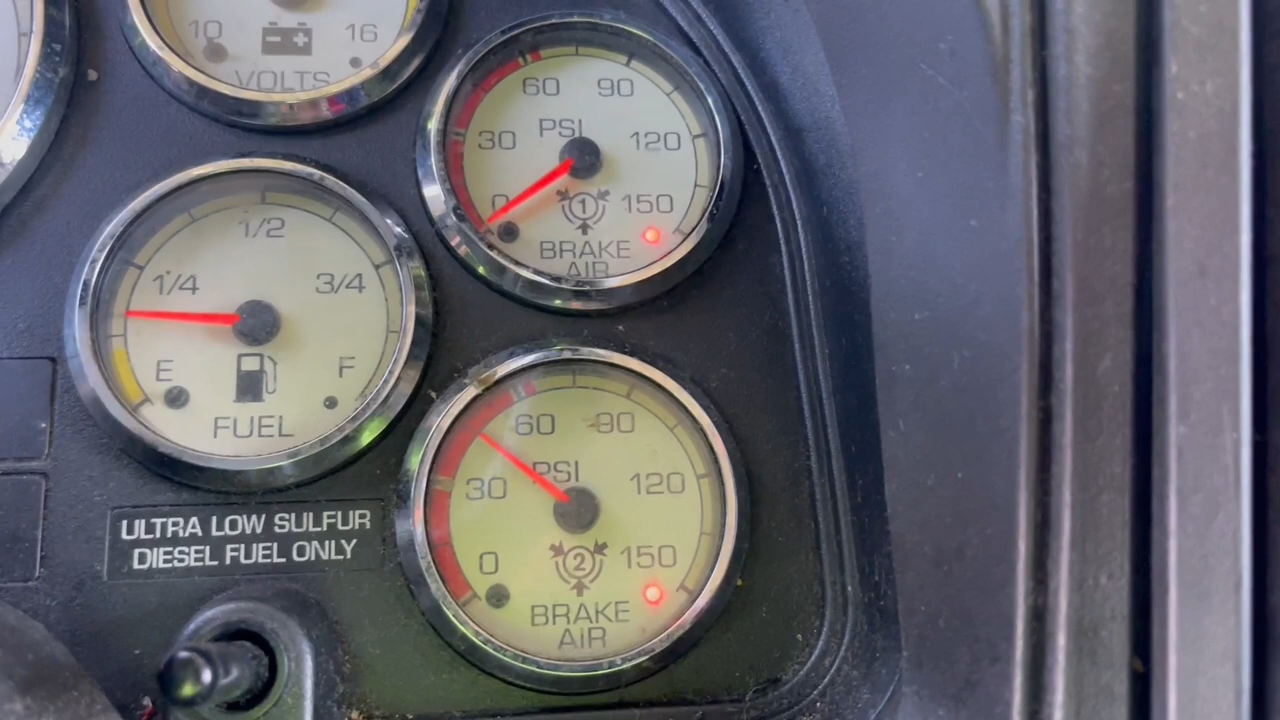 10 16
VOLTS
60 90
PSI
30 120
0 150
1
BRAKE
AIR
1/2
1/4 3/4
E F
FUEL
60 90
PSI
30 120
0 150
2
BRAKE
AIR
ULTRA LOW SULFUR
DIESEL FUEL ONLY